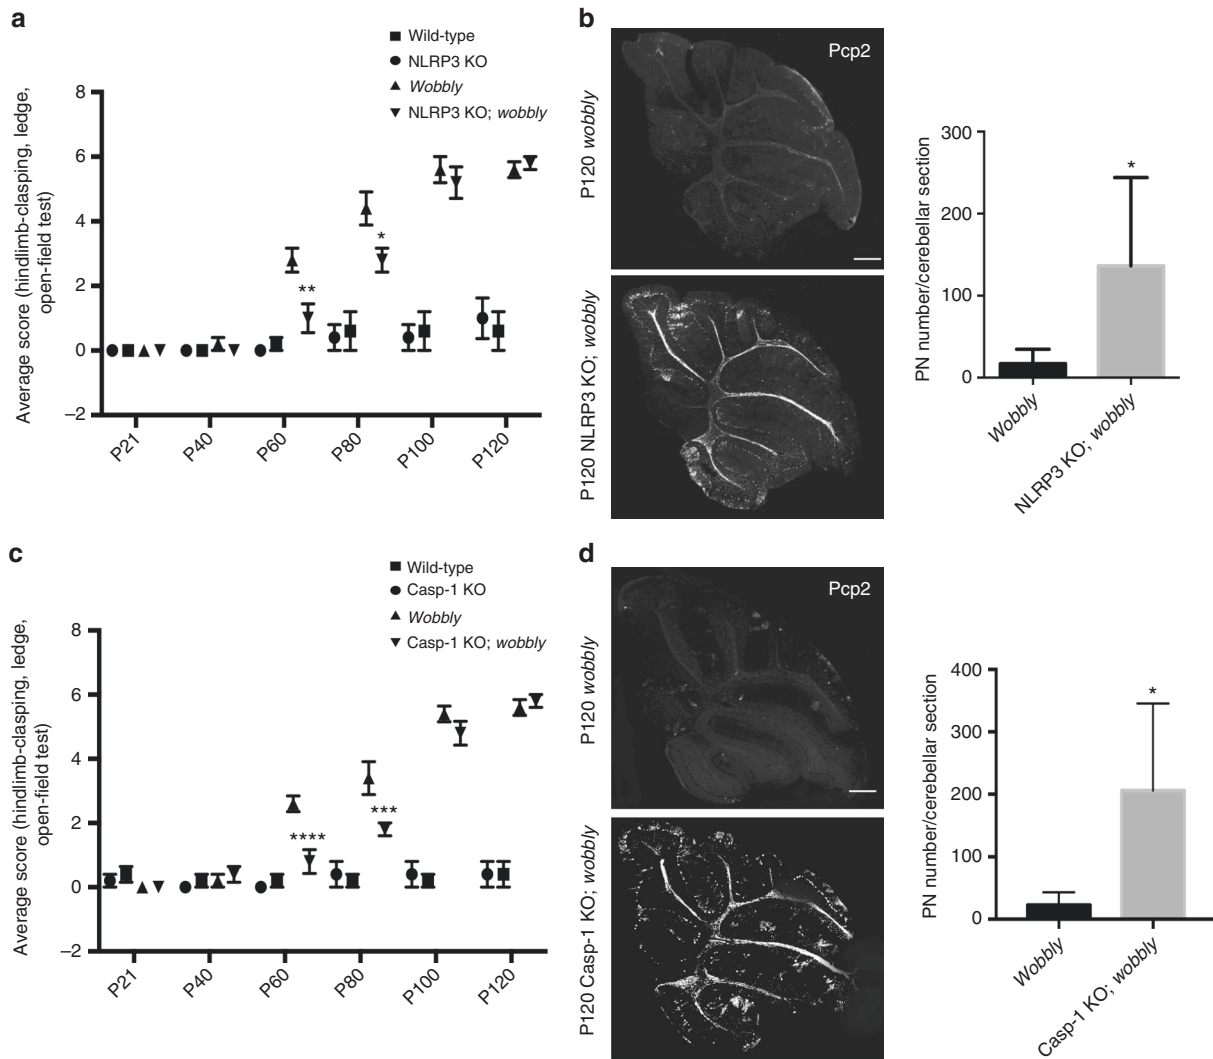 a
Wild-type
NLRP3 KO
Wobbly
NLRP3 KO; wobbly
Average score (hindlimb-clasping, ledge,
open-field test)
8
6
4
2
0
–2
P21
P40
P60
P80
P100
P120
**
*
b
P120 wobbly
Pcp2
P120 NLRP3 KO; wobbly
PN number/cerebellar section
300
200
100
0
*
Wobbly
NLRP3 KO; wobbly
c
Wild-type
Casp-1 KO
Wobbly
Casp-1 KO; wobbly
Average score (hindlimb-clasping, ledge,
open-field test)
8
6
4
2
0
–2
P21
P40
P60
P80
P100
P120
****
***
d
P120 wobbly
Pcp2
P120 Casp-1 KO; wobbly
PN number/cerebellar section
400
300
200
100
0
*
Wobbly
Casp-1 KO; wobbly